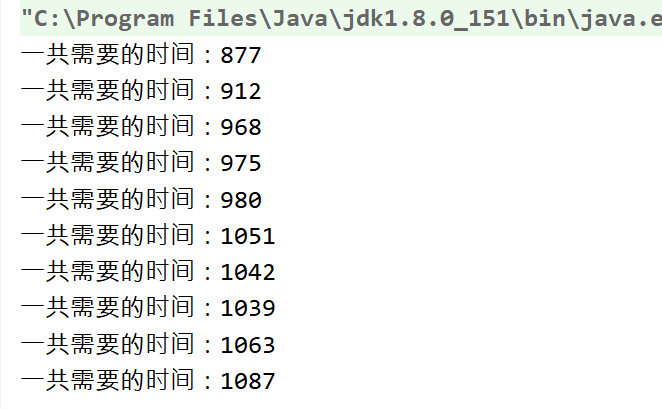 "C:\Program Files\Java\jdk1.8.0_151\bin\java.e
一共需要的时间：877
一共需要的时间：912
一共需要的时间：968
一共需要的时间：975
一共需要的时间：980
一共需要的时间：1051
一共需要的时间：1042
一共需要的时间：1039
一共需要的时间：1063
一共需要的时间：1087